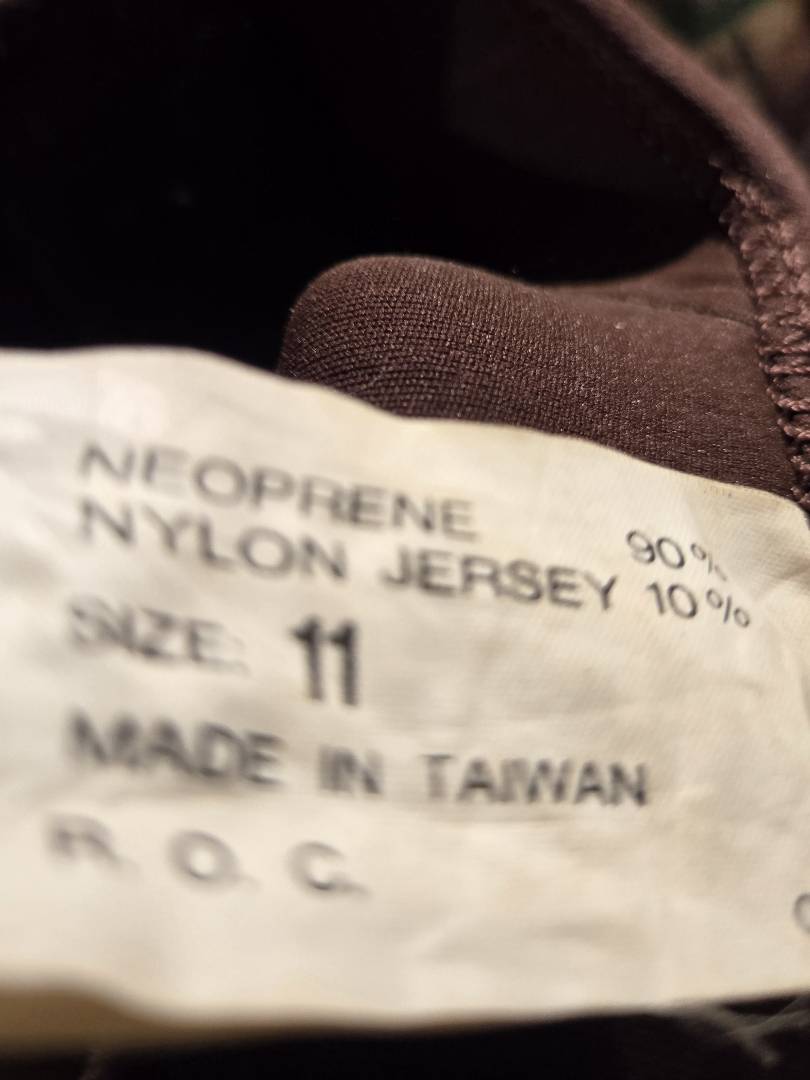 NEOPRENE 90%
NYLON JERSEY 10%
SIZE: 11
MADE IN TAIWAN
R. O. C.